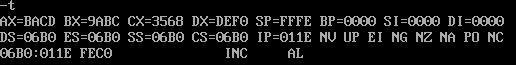 -t
AX=BACD BX=9ABC CX=3568 DX=DEF0 SP=FFFE BP=0000 SI=0000 DI=0000
DS=06B0 ES=06B0 SS=06B0 CS=06B0 IP=011E NV UP EI NG NZ NA PO NC
06B0:011E FEC0 INC AL